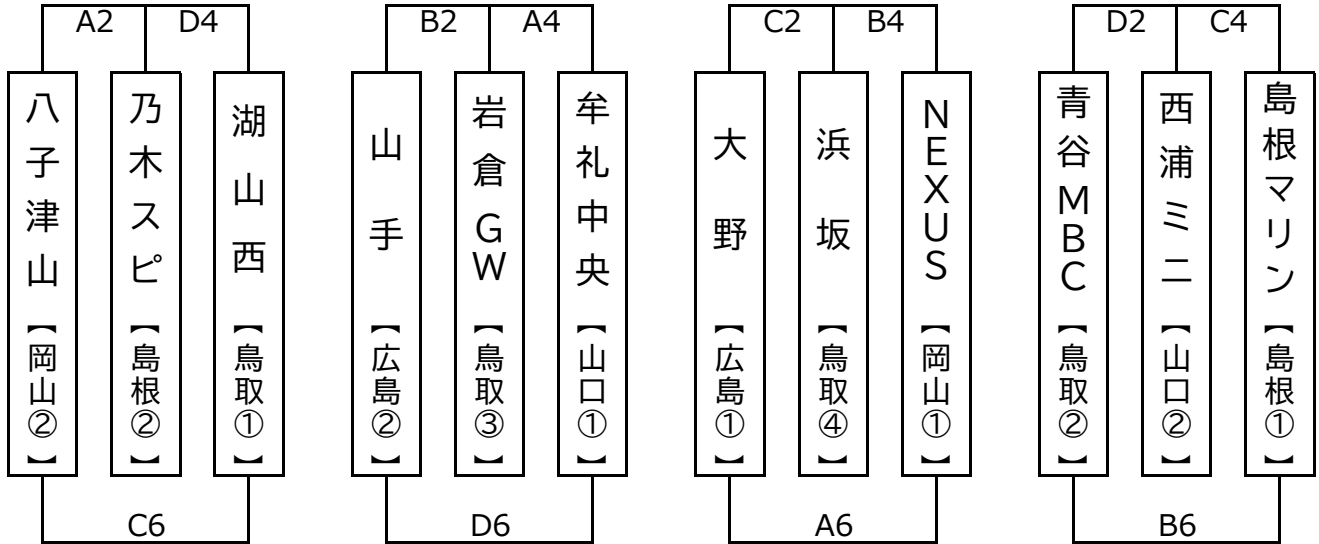 A2 D4
B2 A4
C2 B4
D2 C4
八子津山【岡山②】
乃木スピ【島根②】
湖山西【鳥取①】
山手【広島②】
岩倉GW【鳥取③】
牟礼中央【山口①】
大野【広島①】
浜坂【鳥取④】
NEXUS【岡山①】
青谷MBC【鳥取②】
西浦ミニ【山口②】
島根マリン【島根①】
C6
D6
A6
B6